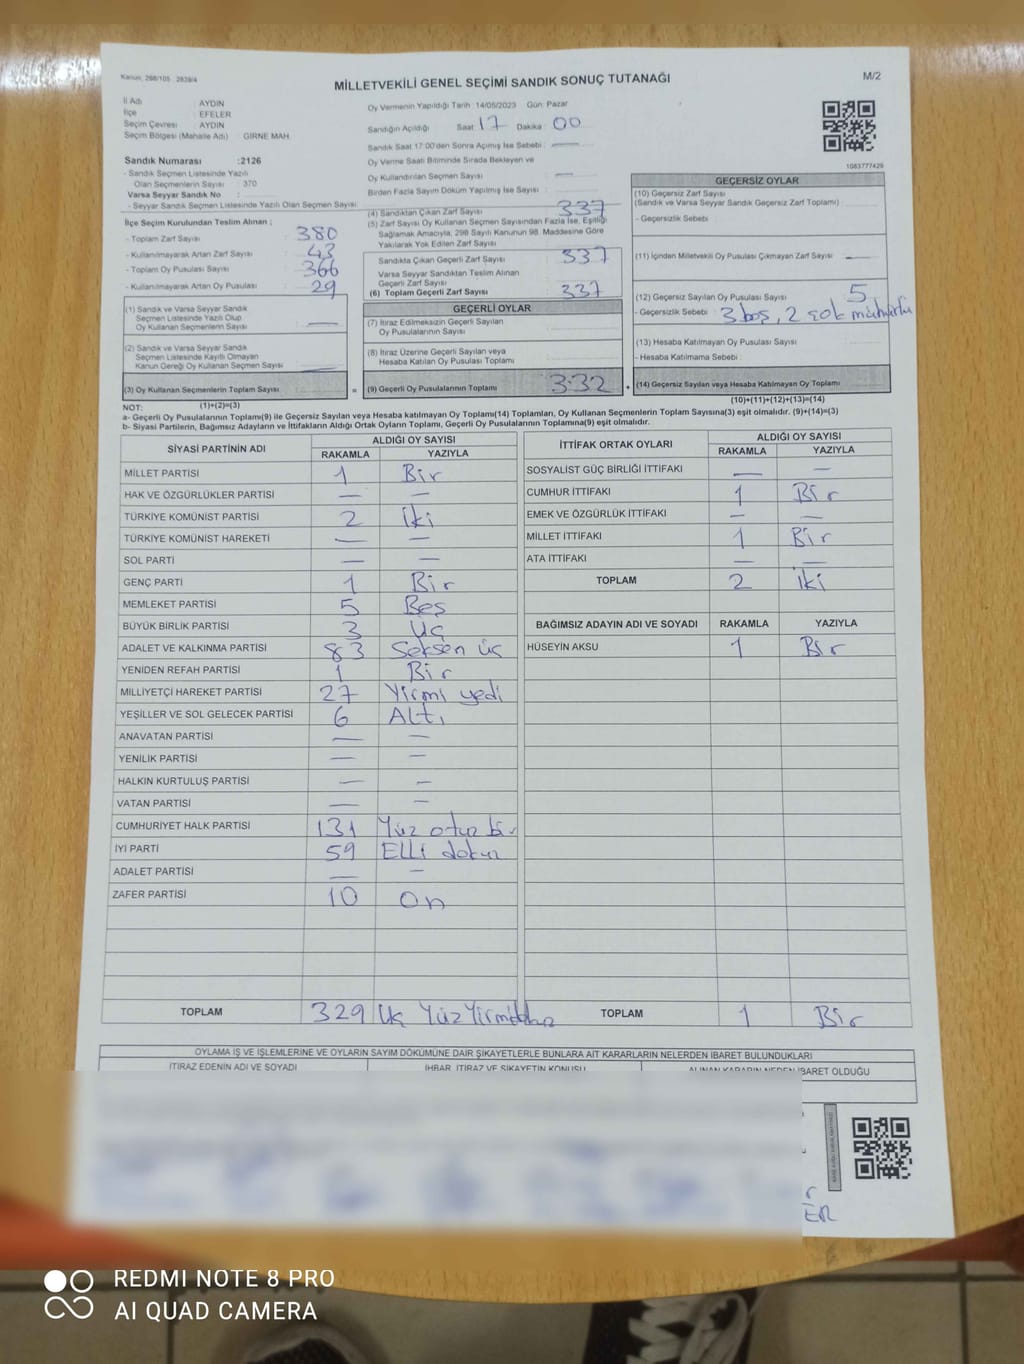 Kanun: 298/105 2839/4
MİLLETVEKİLİ GENEL SEÇİMİ SANDIK SONUÇ TUTANAĞI
M/2
İl Adı : AYDIN
İlçe : EFELER
Seçim Çevresi : AYDIN
Seçim Bölgesi (Mahalle Adı) : GİRNE MAH.
Sandık Numarası :2126
- Sandık Seçmen Listesinde Yazılı
Olan Seçmenlerin Sayısı : 370
Varsa Seyyar Sandık No :
- Seyyar Sandık Seçmen Listesinde Yazılı Olan Seçmen Sayısı:
Oy Vermenin Yapıldığı Tarih :14/05/2023 Gün: Pazar
Sandığın Açıldığı Saat: 17 Dakika: 00
Sandık Saat 17:00'den Sonra Açılmış İse Sebebi : —
Oy Verme Saati Bitiminde Sırada Bekleyen ve
Oy Kullandırılan Seçmen Sayısı : —
Birden Fazla Sayım Döküm Yapılmış İse Sayısı :
1083777429
İlçe Seçim Kurulundan Teslim Alınan ;
- Toplam Zarf Sayısı : 380
- Kullanılmayarak Artan Zarf Sayısı : 43
- Toplam Oy Pusulası Sayısı : 366
- Kullanılmayarak Artan Oy Pusulası : 29
(1) Sandık ve Varsa Seyyar Sandık
Seçmen Listesinde Yazılı Olup
Oy Kullanan Seçmenlerin Sayısı : —
(2) Sandık ve Varsa Seyyar Sandık
Seçmen Listesinde Kayıtlı Olmayan
Kanun Gereği Oy Kullanan Seçmen Sayısı : —
(3) Oy Kullanan Seçmenlerin Toplam Sayısı :
(1)+(2)=(3)
(4) Sandıktan Çıkan Zarf Sayısı : 337
(5) Zarf Sayısı Oy Kullanan Seçmen Sayısından Fazla İse, Eşitliği
Sağlamak Amacıyla, 298 Sayılı Kanunun 98. Maddesine Göre
Yakılarak Yok Edilen Zarf Sayısı :
Sandıkta Çıkan Geçerli Zarf Sayısı : 337
Varsa Seyyar Sandıktan Teslim Alınan
Geçerli Zarf Sayısı :
(6) Toplam Geçerli Zarf Sayısı : 337
GEÇERLİ OYLAR
(7) İtiraz Edilmeksizin Geçerli Sayılan
Oy Pusulalarının Sayısı :
(8) İtiraz Üzerine Geçerli Sayılan veya
Hesaba Katılan Oy Pusulası Toplamı :
= (9) Geçerli Oy Pusulalarının Toplamı : 332 +
GEÇERSİZ OYLAR
(10) Geçersiz Zarf Sayısı
(Sandık ve Varsa Seyyar Sandık Geçersiz Zarf Toplamı) :
- Geçersizlik Sebebi :
(11) İçinden Milletvekili Oy Pusulası Çıkmayan Zarf Sayısı : —
(12) Geçersiz Sayılan Oy Pusulası Sayısı : 5
- Geçersizlik Sebebi : 3 boş, 2 çok mühürlü
(13) Hesaba Katılmayan Oy Pusulası Sayısı :
- Hesaba Katılmama Sebebi :
(14) Geçersiz Sayılan veya Hesaba Katılmayan Oy Toplamı
(10)+(11)+(12)+(13)=(14)
NOT:
a- Geçerli Oy Pusulalarının Toplamı(9) ile Geçersiz Sayılan veya Hesaba katılmayan Oy Toplamı(14) Toplamları, Oy Kullanan Seçmenlerin Toplam Sayısına(3) eşit olmalıdır. (9)+(14)=(3)
b- Siyasi Partilerin, Bağımsız Adayların ve İttifakların Aldığı Ortak Oyların Toplamı, Geçerli Oy Pusulalarının Toplamına(9) eşit olmalıdır.
SİYASİ PARTİNİN ADI ALDIĞI OY SAYISI
RAKAMLA YAZIYLA
MİLLET PARTİSİ 1 Bir
HAK VE ÖZGÜRLÜKLER PARTİSİ — —
TÜRKİYE KOMÜNİST PARTİSİ 2 iki
TÜRKİYE KOMÜNİST HAREKETİ — —
SOL PARTİ — —
GENÇ PARTİ 1 Bir
MEMLEKET PARTİSİ 5 Beş
BÜYÜK BİRLİK PARTİSİ 3 Üç
ADALET VE KALKINMA PARTİSİ 83 Seksen üç
YENİDEN REFAH PARTİSİ 1 Bir
MİLLİYETÇİ HAREKET PARTİSİ 27 Yirmi yedi
YEŞİLLER VE SOL GELECEK PARTİSİ 6 Altı
ANAVATAN PARTİSİ — —
YENİLİK PARTİSİ — —
HALKIN KURTULUŞ PARTİSİ — —
VATAN PARTİSİ — —
CUMHURİYET HALK PARTİSİ 131 Yüz otuz bir
İYİ PARTİ 59 Elli dokuz
ADALET PARTİSİ — —
ZAFER PARTİSİ 10 On
TOPLAM 329 Üç Yüz Yirmidokuz
İTTİFAK ORTAK OYLARI ALDIĞI OY SAYISI
RAKAMLA YAZIYLA
SOSYALİST GÜÇ BİRLİĞİ İTTİFAKI — —
CUMHUR İTTİFAKI 1 Bir
EMEK VE ÖZGÜRLÜK İTTİFAKI — —
MİLLET İTTİFAKI 1 Bir
ATA İTTİFAKI — —
TOPLAM 2 iki
BAĞIMSIZ ADAYIN ADI VE SOYADI RAKAMLA YAZIYLA
HÜSEYİN AKSU 1 Bir
TOPLAM 1 Bir
OYLAMA İŞ VE İŞLEMLERİNE VE OYLARIN SAYIM DÖKÜMÜNE DAİR ŞİKAYETLERLE BUNLARA AİT KARARLARIN NELERDEN İBARET BULUNDUKLARI
İTİRAZ EDENİN ADI VE SOYADI İHBAR, İTİRAZ VE ŞİKAYETİN KONUSU ALINAN KARARIN NEDEN İBARET OLDUĞU
REDMI NOTE 8 PRO
AI QUAD CAMERA